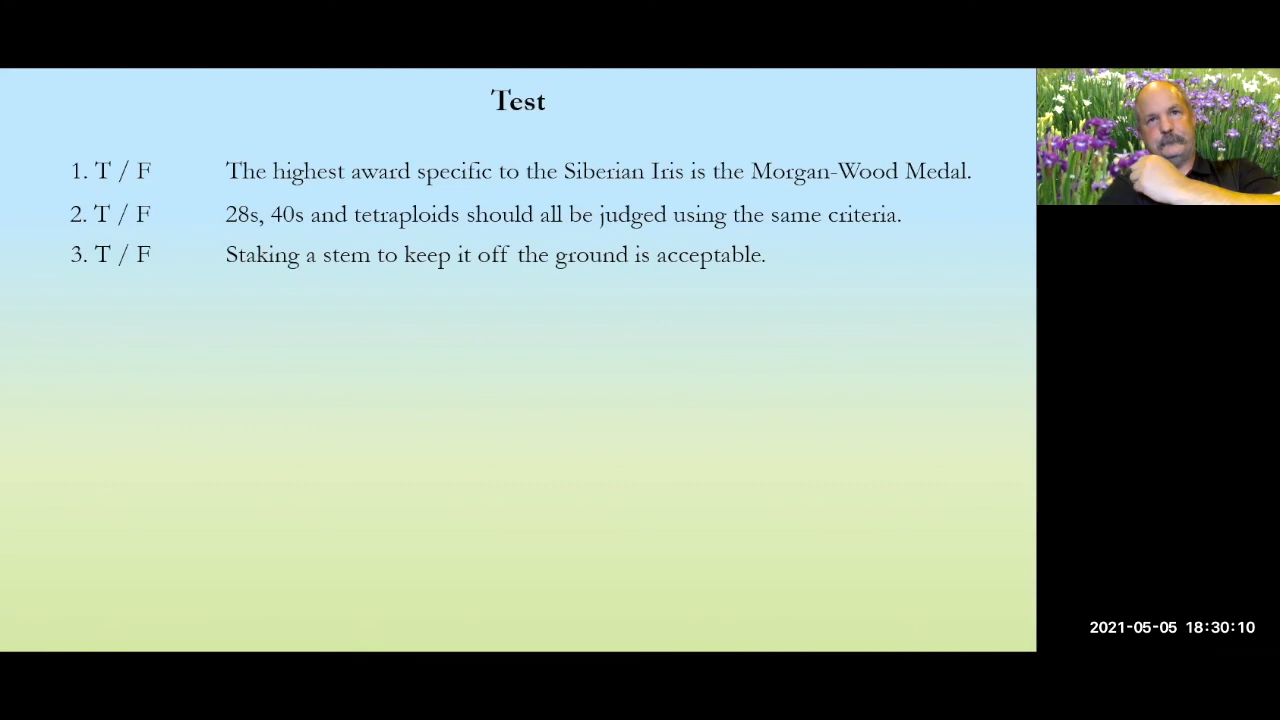 Test
1. T / F The highest award specific to the Siberian Iris is the Morgan-Wood Medal.
2. T / F 28s, 40s and tetraploids should all be judged using the same criteria.
3. T / F Staking a stem to keep it off the ground is acceptable.
2021-05-05 18:30:10